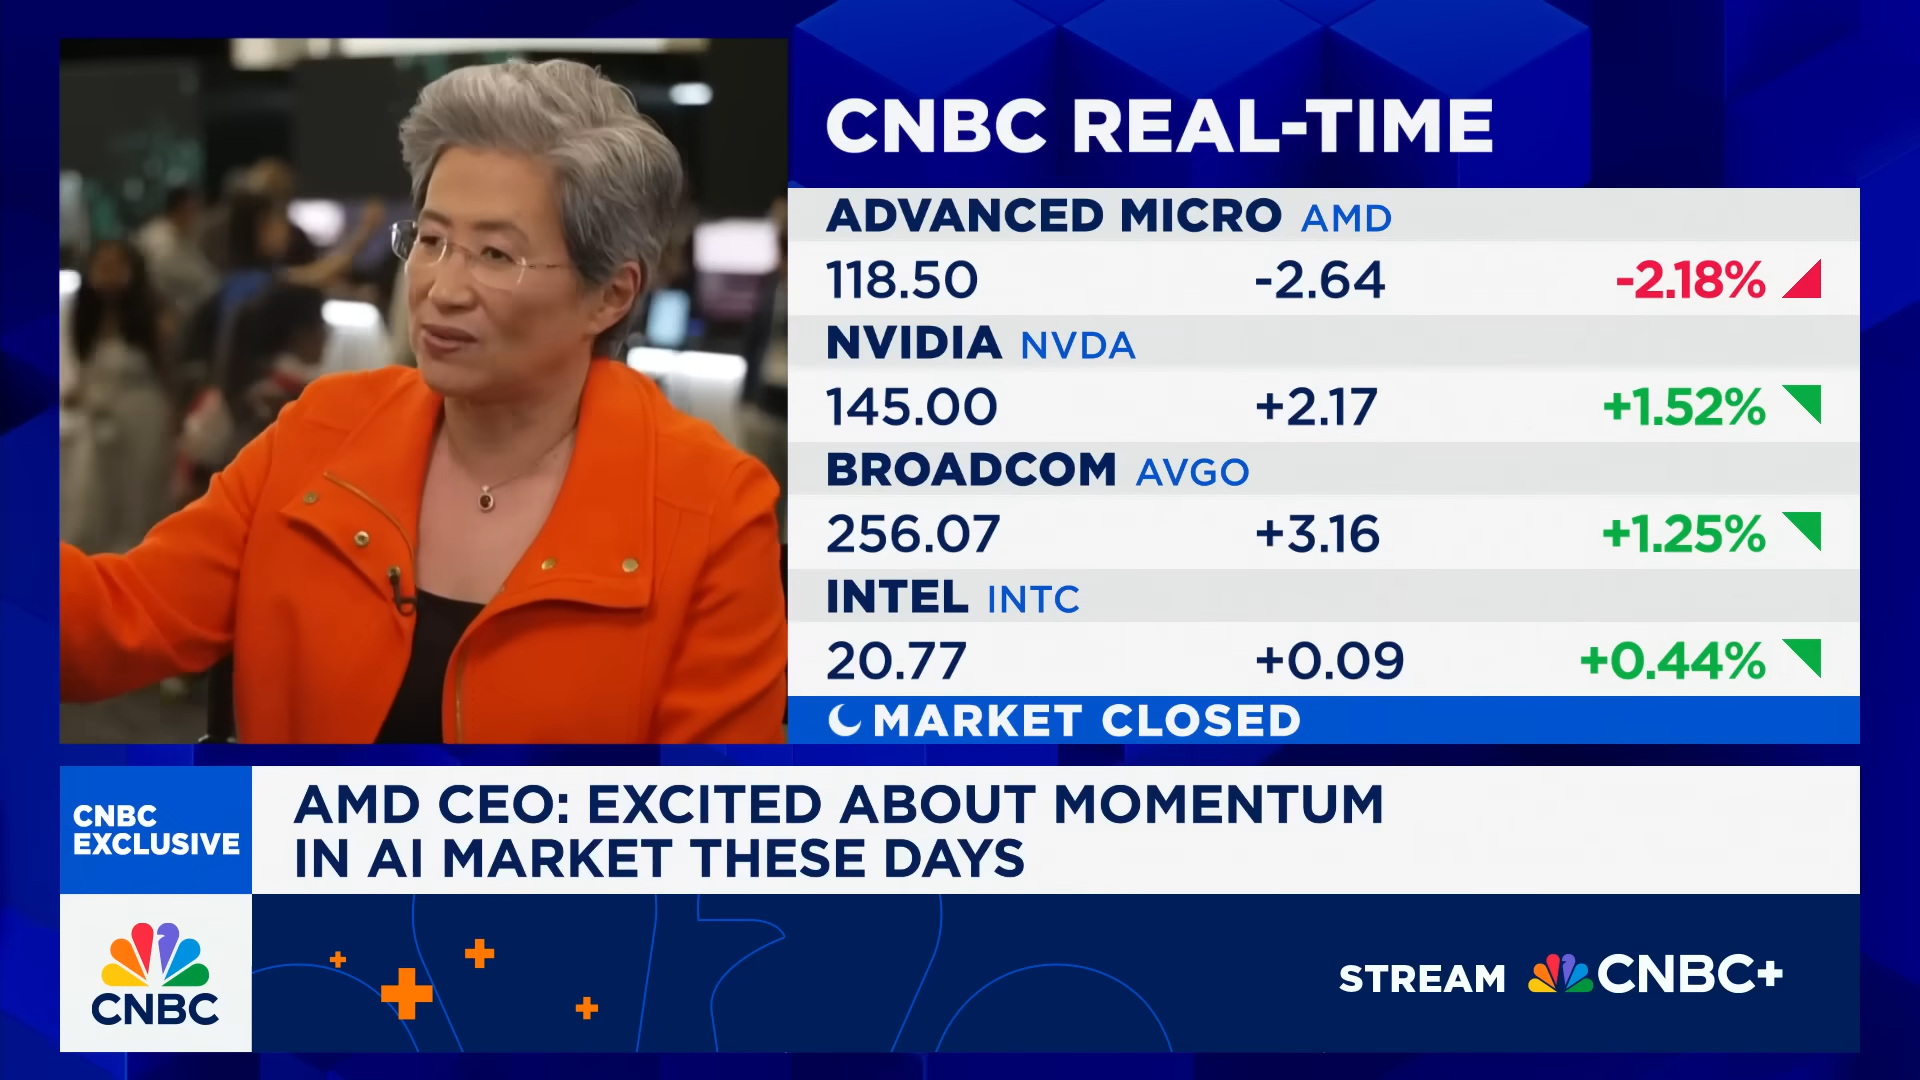 CNBC REAL-TIME
ADVANCED MICRO AMD
118.50 -2.64 -2.18%
NVIDIA NVDA
145.00 +2.17 +1.52%
BROADCOM AVGO
256.07 +3.16 +1.25%
INTEL INTC
20.77 +0.09 +0.44%
MARKET CLOSED
CNBC
EXCLUSIVE
AMD CEO: EXCITED ABOUT MOMENTUM
IN AI MARKET THESE DAYS
CNBC
STREAM CNBC+